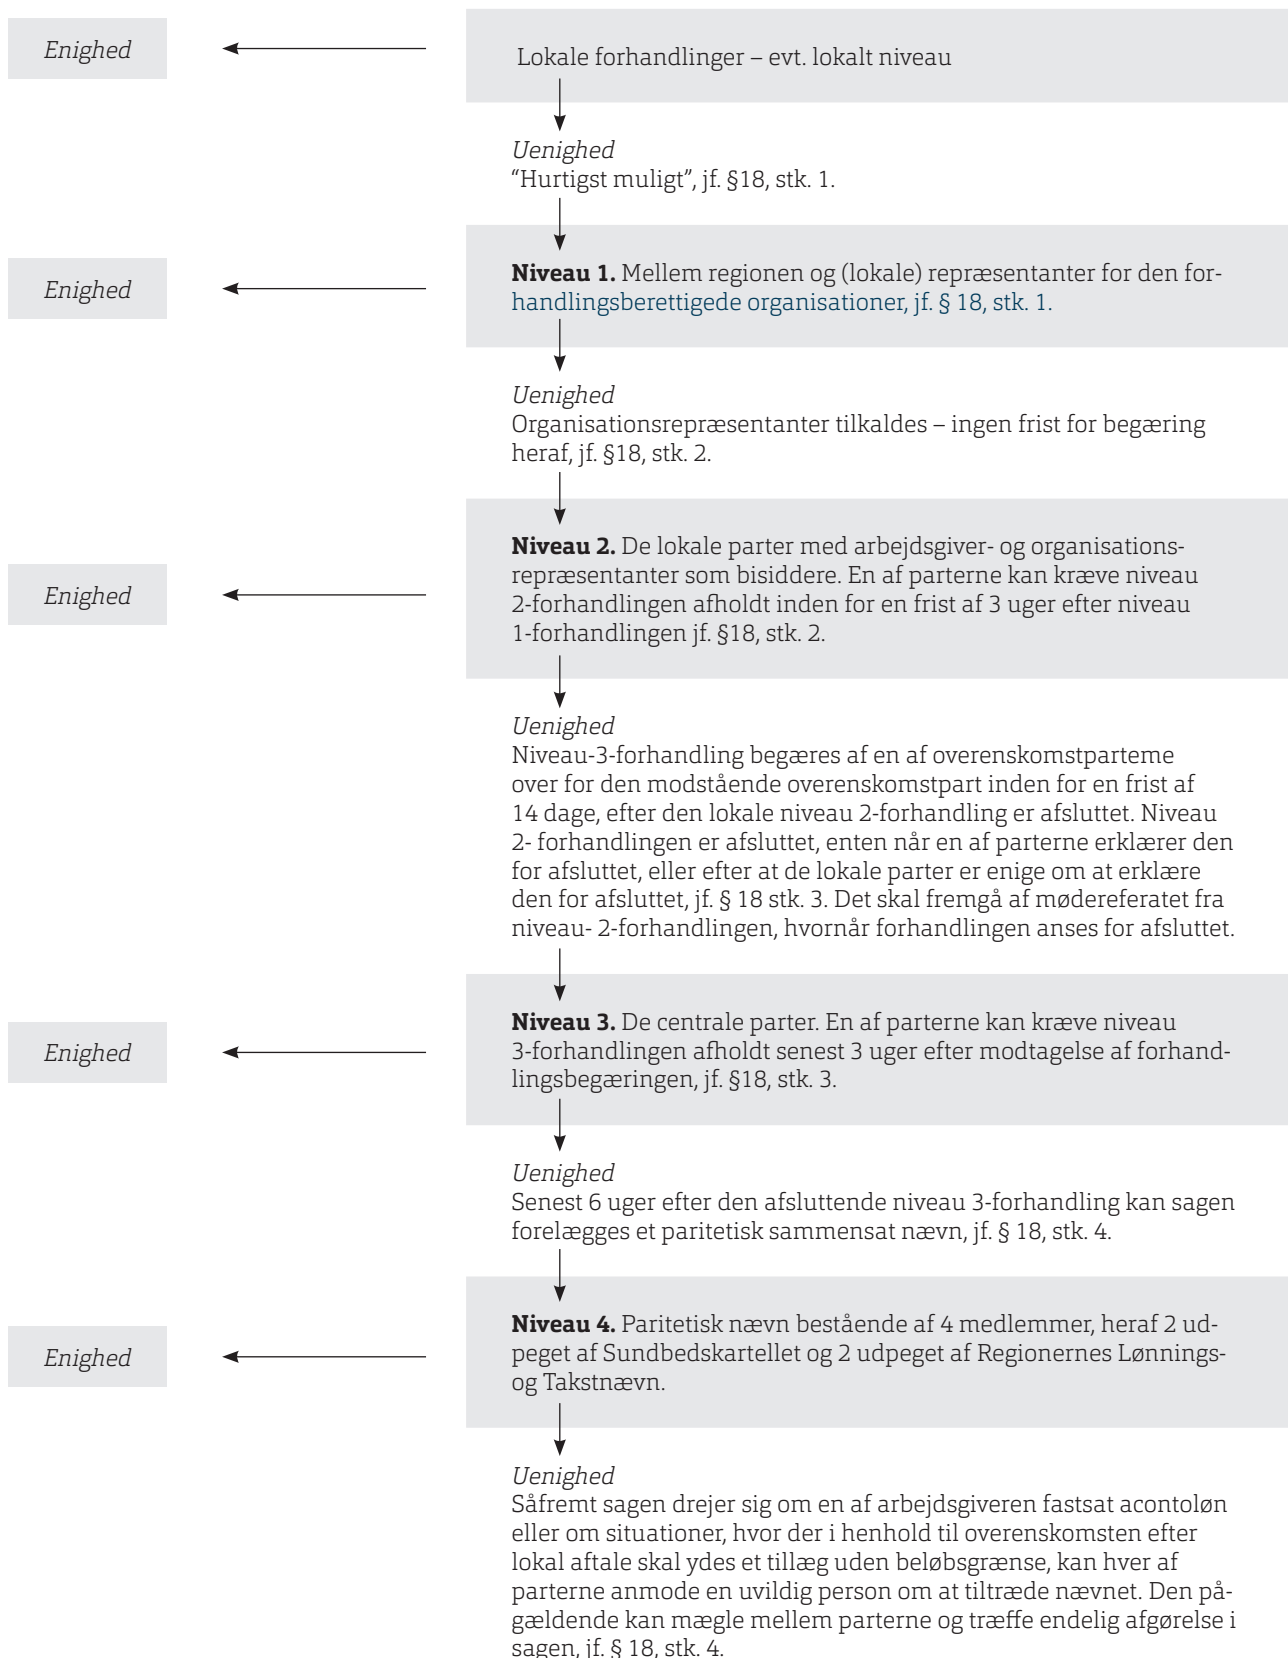 Enighed
Lokale forhandlinger – evt. lokalt niveau
Uenighed
“Hurtigst muligt”, jf. §18, stk. 1.
Enighed
Niveau 1. Mellem regionen og (lokale) repræsentanter for den for-
handlingsberettigede organisationer, jf. § 18, stk. 1.
Uenighed
Organisationsrepræsentanter tilkaldes – ingen frist for begæring
heraf, jf. §18, stk. 2.
Enighed
Niveau 2. De lokale parter med arbejdsgiver- og organisations-
repræsentanter som bisiddere. En af parterne kan kræve niveau
2-forhandlingen afholdt inden for en frist af 3 uger efter niveau
1-forhandlingen jf. §18, stk. 2.
Uenighed
Niveau-3-forhandling begæres af en af overenskomstparteme
over for den modstående overenskomstpart inden for en frist af
14 dage, efter den lokale niveau 2-forhandling er afsluttet. Niveau
2- forhandlingen er afsluttet, enten når en af parterne erklærer den
for afsluttet, eller efter at de lokale parter er enige om at erklære
den for afsluttet, jf. § 18 stk. 3. Det skal fremgå af mødereferatet fra
niveau- 2-forhandlingen, hvornår forhandlingen anses for afsluttet.
Enighed
Niveau 3. De centrale parter. En af parterne kan kræve niveau
3-forhandlingen afholdt senest 3 uger efter modtagelse af forhand-
lingsbegæringen, jf. §18, stk. 3.
Uenighed
Senest 6 uger efter den afsluttende niveau 3-forhandling kan sagen
forelægges et paritetisk sammensat nævn, jf. § 18, stk. 4.
Enighed
Niveau 4. Paritetisk nævn bestående af 4 medlemmer, heraf 2 ud-
peget af Sundbedskartellet og 2 udpeget af Regionernes Lønnings-
og Takstnævn.
Uenighed
Såfremt sagen drejer sig om en af arbejdsgiveren fastsat acontoløn
eller om situationer, hvor der i henhold til overenskomsten efter
lokal aftale skal ydes et tillæg uden beløbsgrænse, kan hver af
parterne anmode en uvildig person om at tiltræde nævnet. Den på-
gældende kan mægle mellem parterne og træffe endelig afgørelse i
sagen, jf. § 18, stk. 4.